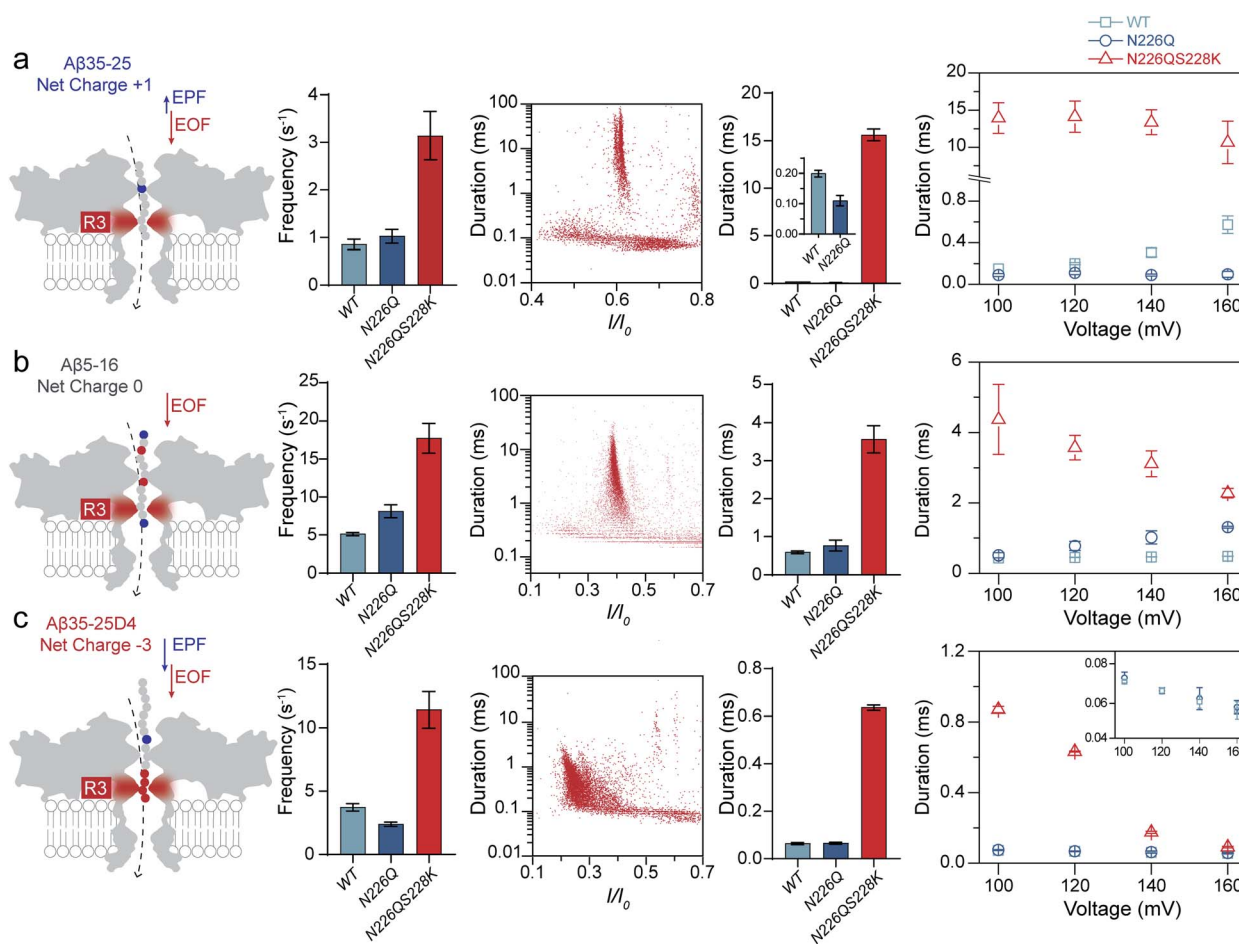 WT
N226Q
N226QS228K
a
Aβ35-25
Net Charge +1
EPF
EOF
R3
Frequency (s⁻¹)
4
3
2
1
0
WT
N226Q
N226QS228K
Duration (ms)
100
10
1
0.1
0.01
0.4
0.6
0.8
I/I₀
Duration (ms)
20
15
10
5
0
0.20
0.10
0.00
WT
N226Q
WT
N226Q
N226QS228K
Duration (ms)
20
15
10
0.8
0.4
0.0
100
120
140
160
Voltage (mV)
b
Aβ5-16
Net Charge 0
EOF
R3
Frequency (s⁻¹)
25
20
15
10
5
0
WT
N226Q
N226QS228K
Duration (ms)
100
10
1
0.1
0.1
0.3
0.5
0.7
I/I₀
Duration (ms)
5
4
3
2
1
0
WT
N226Q
N226QS228K
Duration (ms)
6
4
2
0
100
120
140
160
Voltage (mV)
c
Aβ35-25D4
Net Charge -3
EPF
EOF
R3
Frequency (s⁻¹)
15
10
5
0
WT
N226Q
N226QS228K
Duration (ms)
100
10
1
0.1
0.01
0.1
0.3
0.5
0.7
I/I₀
Duration (ms)
0.8
0.6
0.4
0.2
0.0
WT
N226Q
N226QS228K
Duration (ms)
1.2
0.8
0.4
0.0
0.08
0.06
0.04
100
120
140
160
100
120
140
160
Voltage (mV)